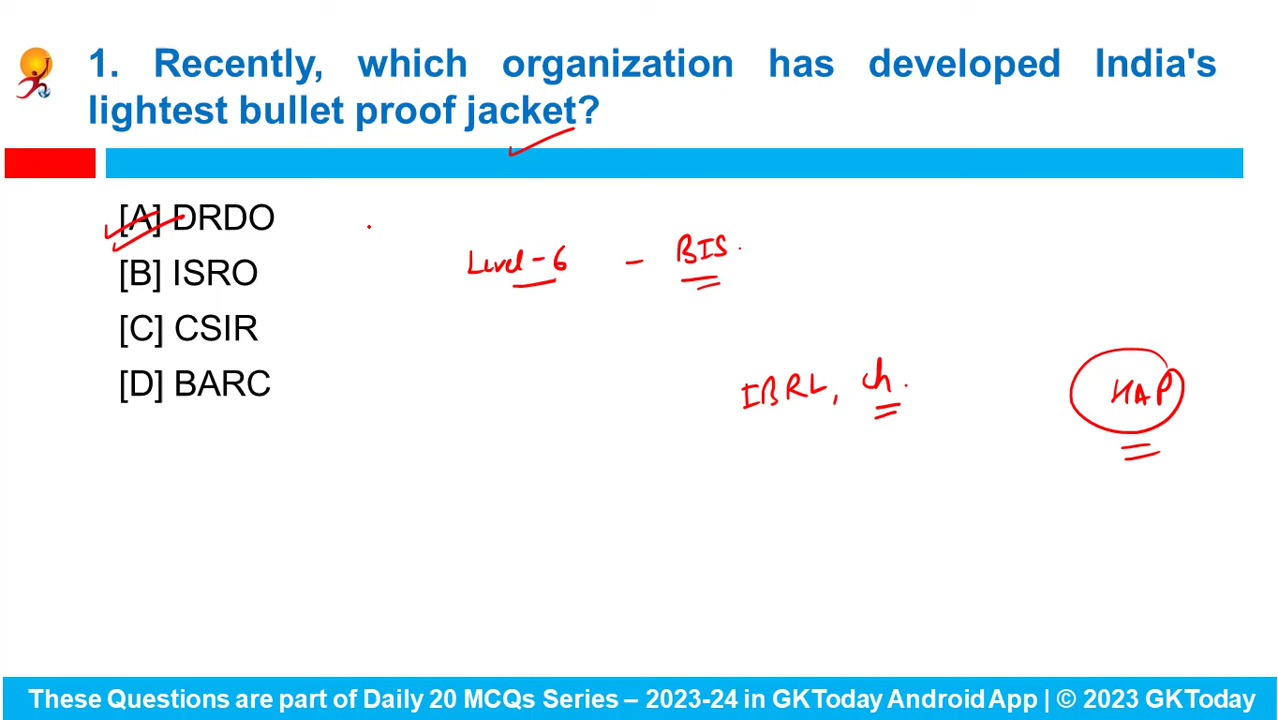 1. Recently, which organization has developed India's
lightest bullet proof jacket?
[A] DRDO
Level-6 - BIS.
[B] ISRO
[C] CSIR
[D] BARC
IBRL, ch.
HAP
These Questions are part of Daily 20 MCQs Series – 2023-24 in GKToday Android App | © 2023 GKToday